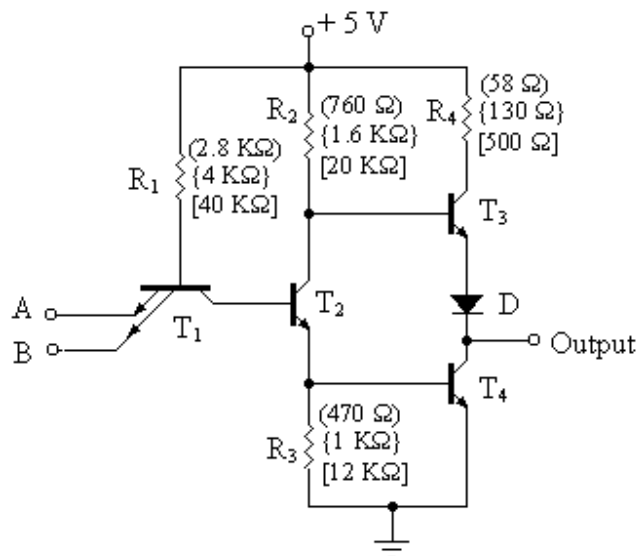 + 5 V
R2
(760 Ω)
{1.6 KΩ}
[20 KΩ]
R4
(58 Ω)
{130 Ω}
[500 Ω]
R1
(2.8 KΩ)
{4 KΩ}
[40 KΩ]
T3
A
B
T1
T2
D
Output
T4
R3
(470 Ω)
{1 KΩ}
[12 KΩ]